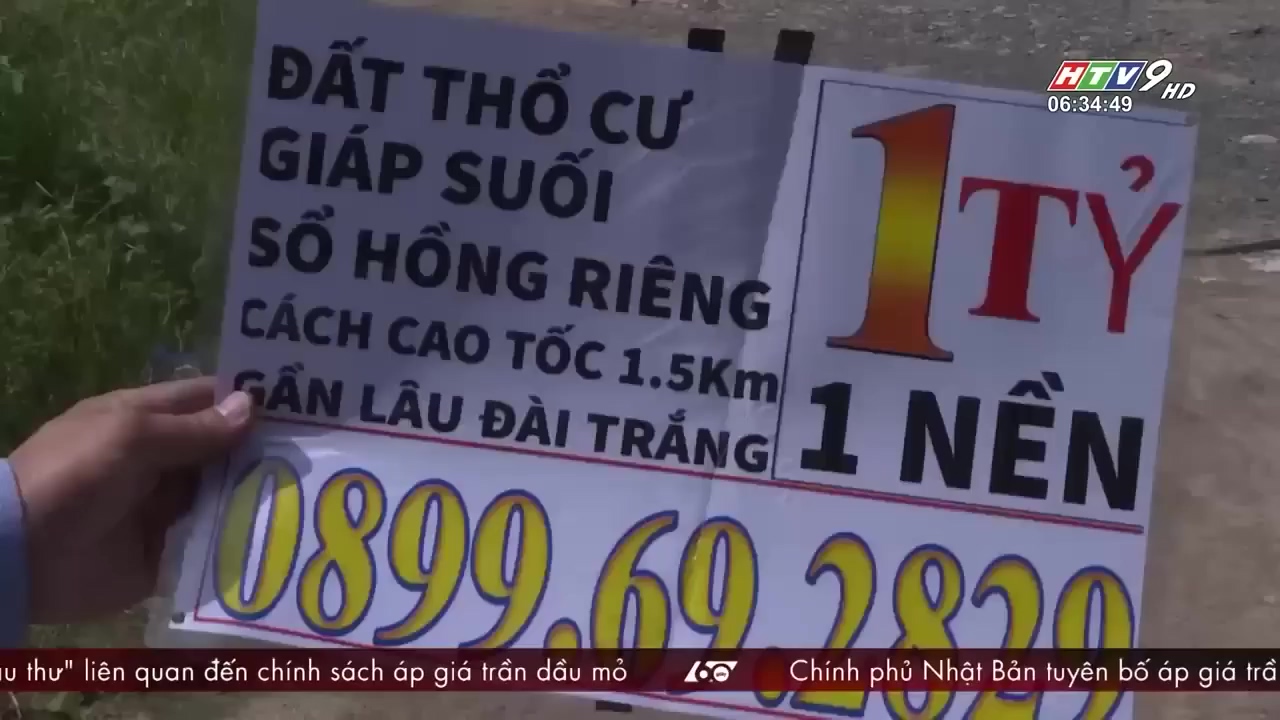 ĐẤT THỔ CƯ
GIÁP SUỐI
SỔ HỒNG RIÊNG
CÁCH CAO TỐC 1.5Km
GẦN LÂU ĐÀI TRẮNG
1 TỶ
1 NỀN
0899.69.2829
HTV9 HD
06:34:49
thư" liên quan đến chính sách áp giá trần dầu mỏ
60
Chính phủ Nhật Bản tuyên bố áp giá